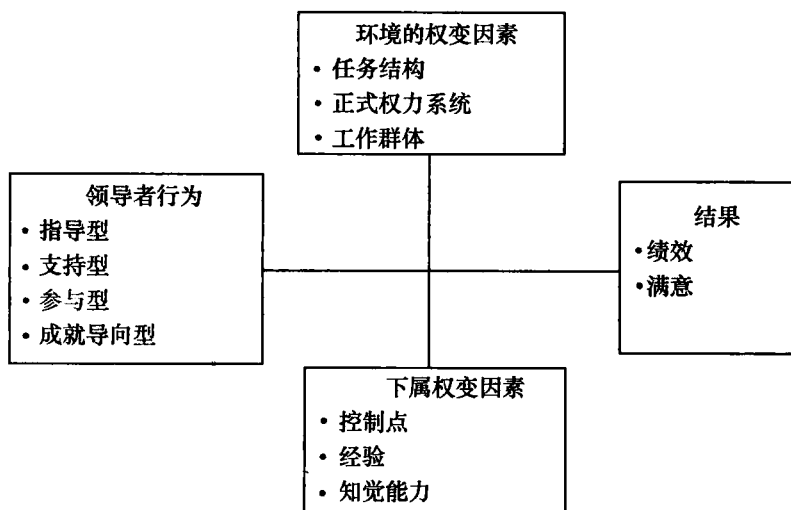 环境的权变因素
• 任务结构
• 正式权力系统
• 工作群体
领导者行为
• 指导型
• 支持型
• 参与型
• 成就导向型
结果
• 绩效
• 满意
下属权变因素
• 控制点
• 经验
• 知觉能力